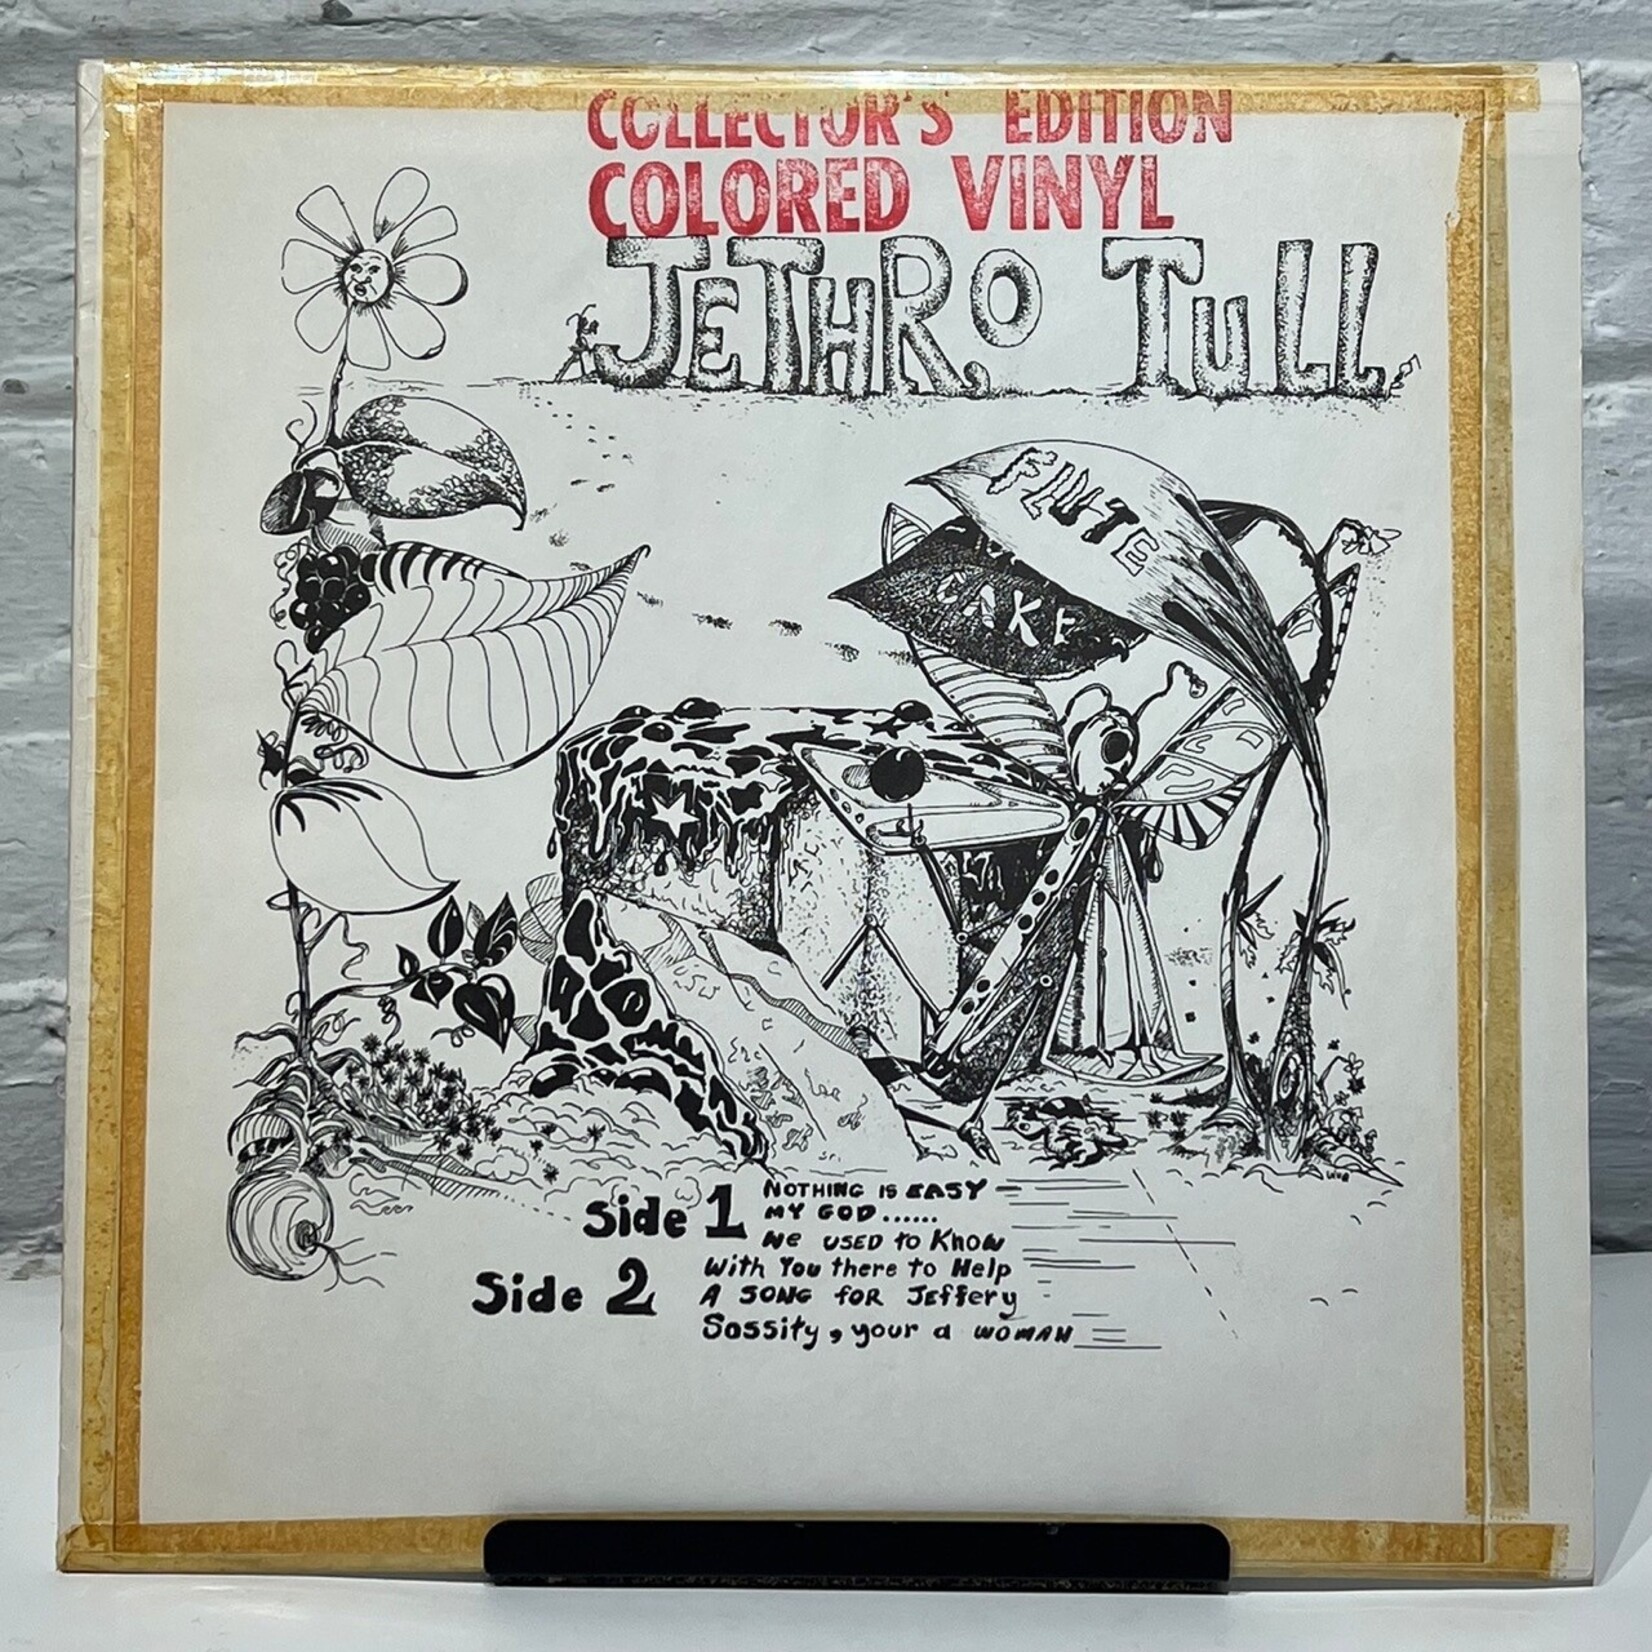 COLLECTOR'S EDITION
COLORED VINYL
JETHRO TULL
FLUTE
CAKE
Side 1 NOTHING IS EASY
MY GOD......
We USED to Know
Side 2 With You there to Help
A SONG foR JEffery
Sossity, your a WOMAN